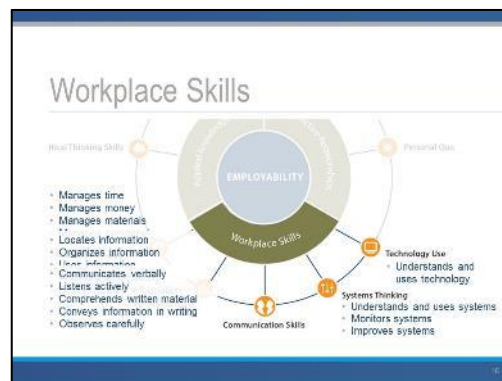 Workplace Skills
Thinking Skills
Personal
EMPLOYABILITY
Workplace Skills
• Manages time
• Manages money
• Manages materials
• Locates information
• Organizes information
• Communicates verbally
• Listens actively
• Comprehends written material
• Conveys information in writing
• Observes carefully
Communication Skills
Systems Thinking
• Understands and uses systems
• Monitors systems
• Improves systems
Technology Use
• Understands and
uses technology